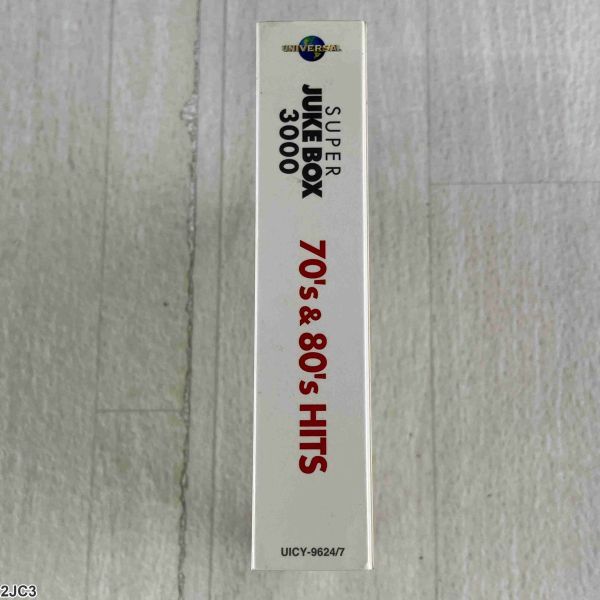 UNIVERSAL
SUPER
JUKE BOX
3000
70's & 80's HITS
UICY-9624/7
2JC3